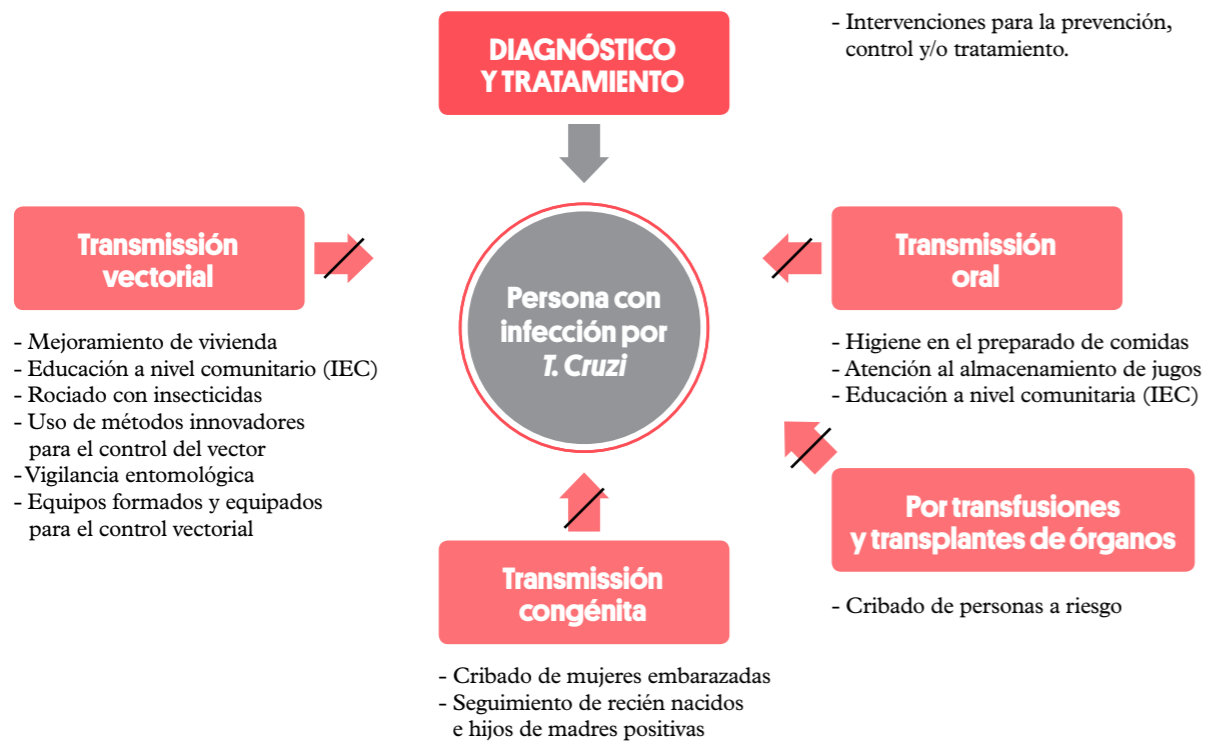 DIAGNÓSTICO
Y TRATAMIENTO
- Intervenciones para la prevención,
control y/o tratamiento.
Transmissión
vectorial
- Mejoramiento de vivienda
- Educación a nivel comunitario (IEC)
- Rociado con insecticidas
- Uso de métodos innovadores
para el control del vector
- Vigilancia entomológica
- Equipos formados y equipados
para el control vectorial
Persona con
infección por
T. Cruzi
Transmissión
oral
- Higiene en el preparado de comidas
- Atención al almacenamiento de jugos
- Educación a nivel comunitaria (IEC)
Por transfusiones
y transplantes de órganos
- Cribado de personas a riesgo
Transmissión
congénita
- Cribado de mujeres embarazadas
- Seguimiento de recién nacidos
e hijos de madres positivas